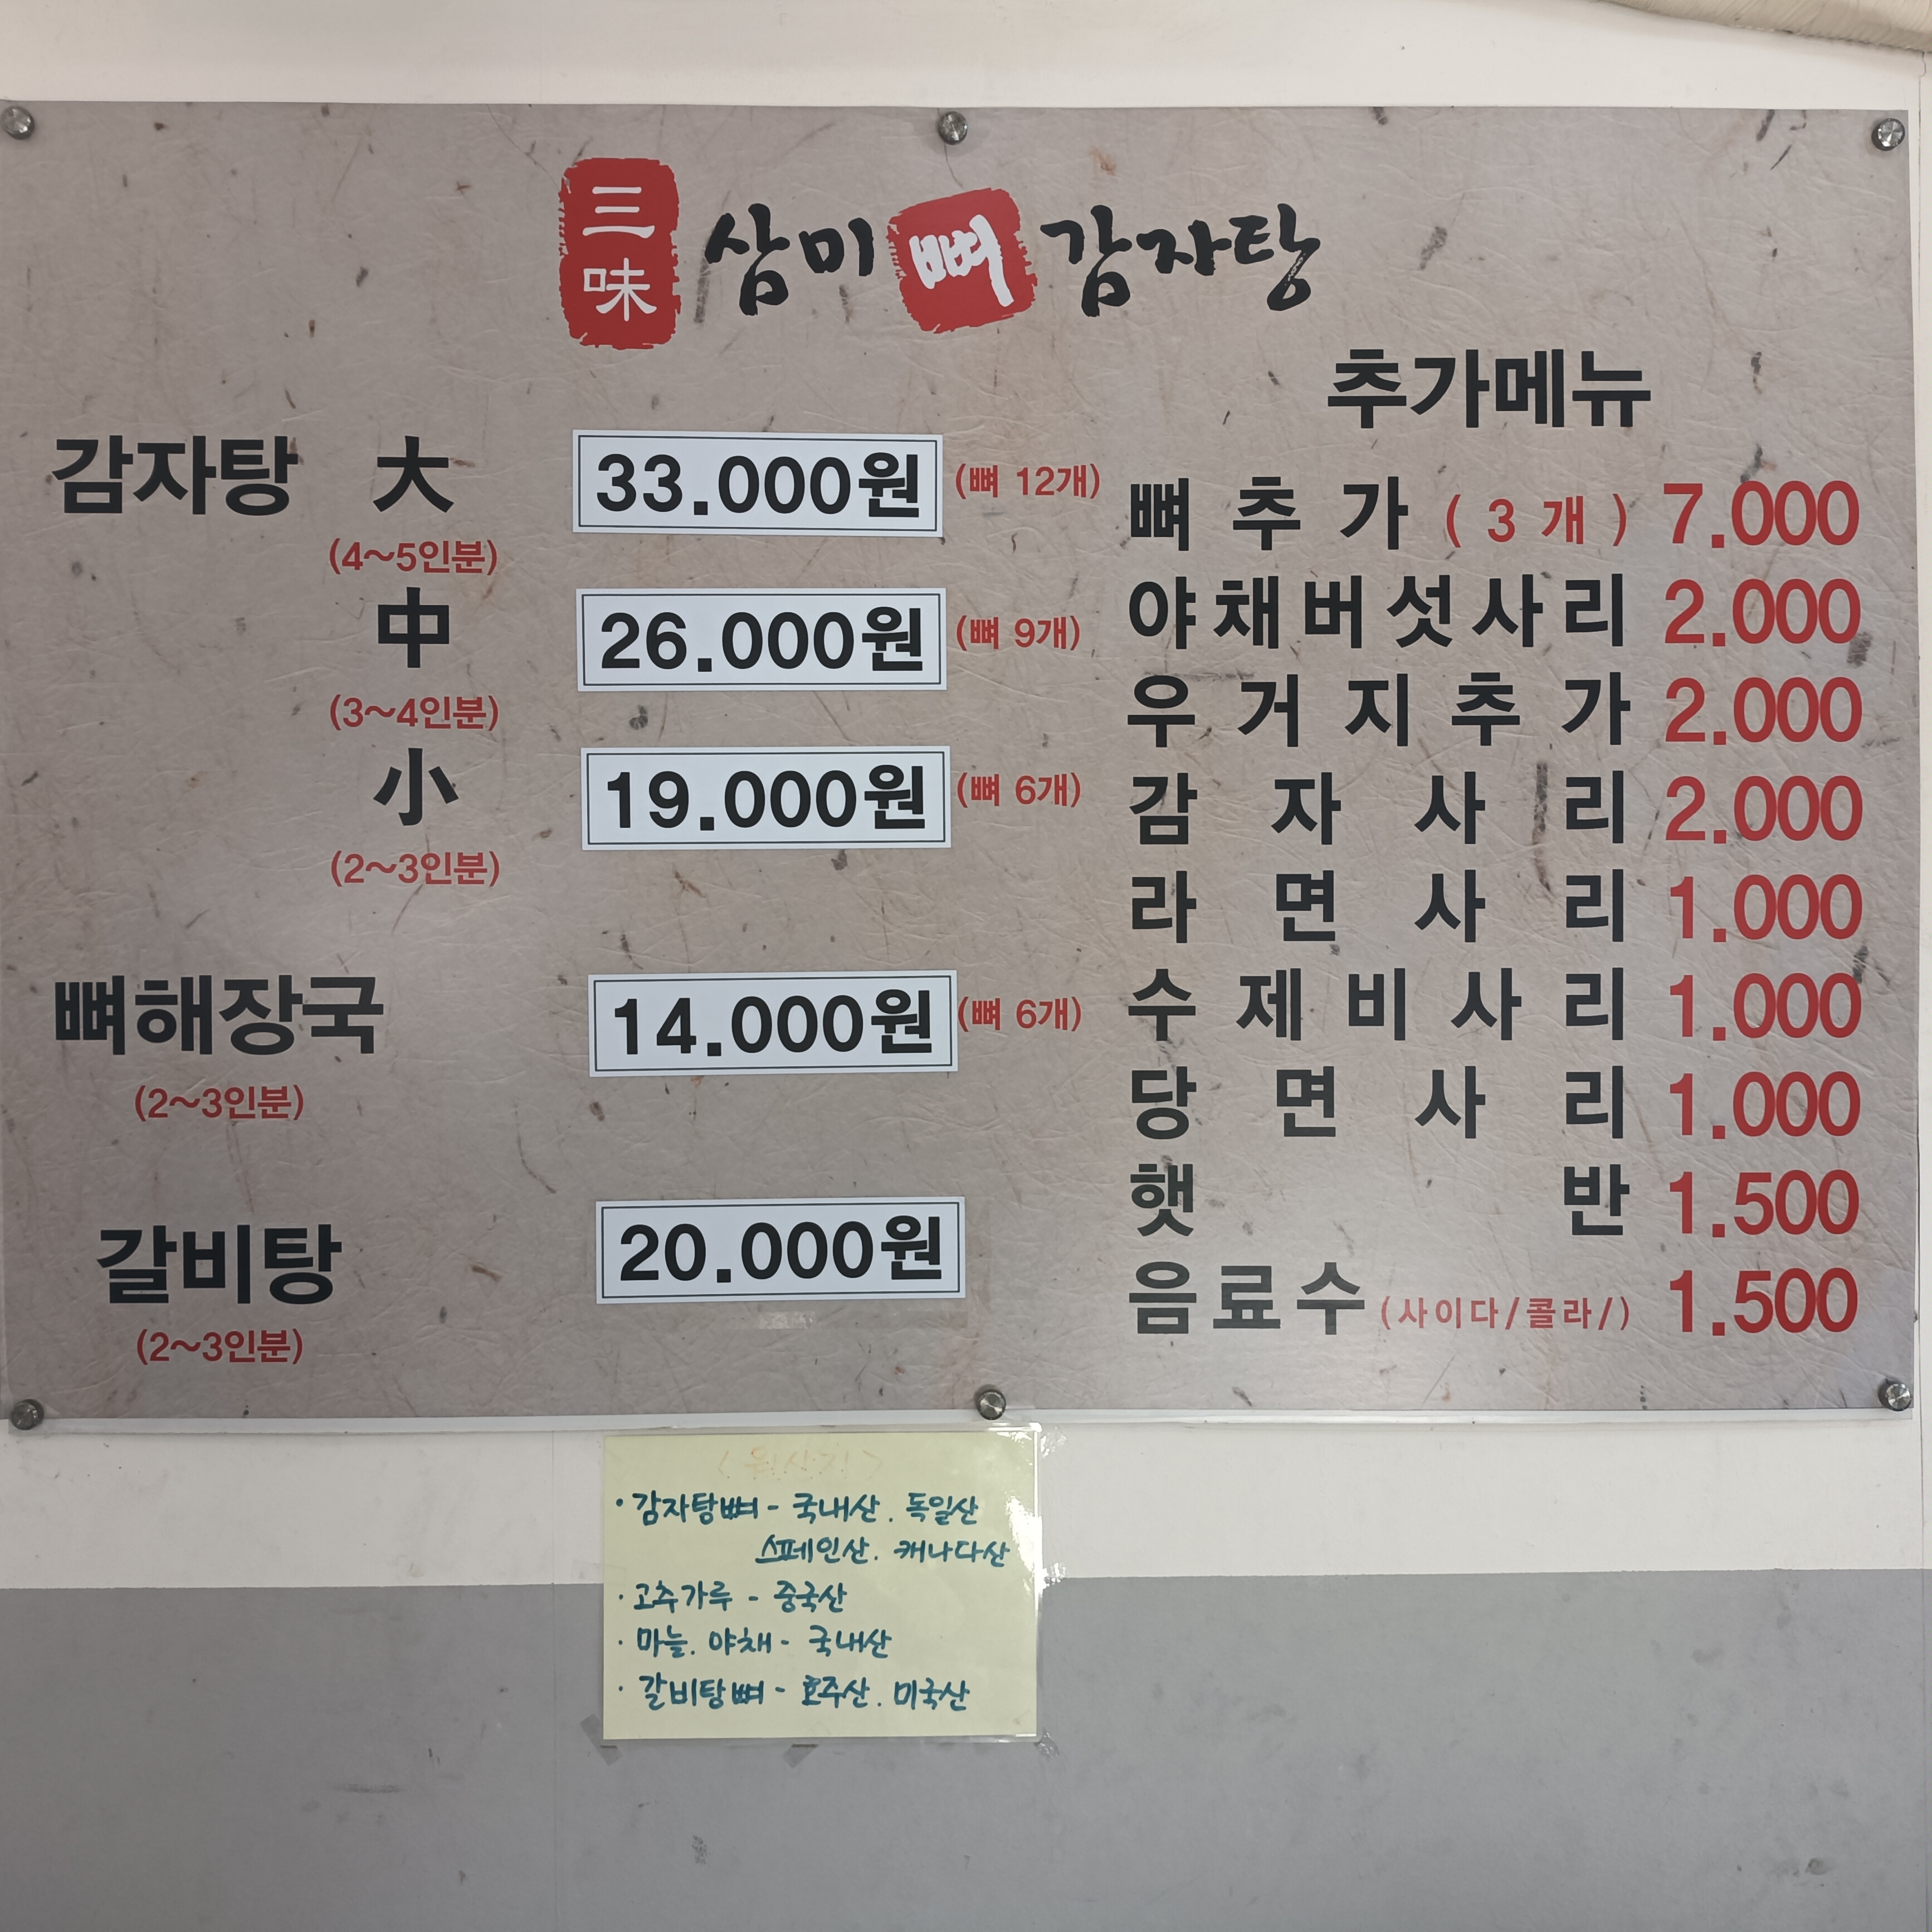 三味 삼미뼈감자탕
감자탕 大 33.000원 (뼈 12개)
(4~5인분)
中 26.000원 (뼈 9개)
(3~4인분)
小 19.000원 (뼈 6개)
(2~3인분)
뼈해장국 14.000원 (뼈 6개)
(2~3인분)
갈비탕 20.000원
(2~3인분)
추가메뉴
뼈추가(3개) 7.000
야채버섯사리 2.000
우거지추가 2.000
감자사리 2.000
라면사리 1.000
수제비사리 1.000
당면사리 1.000
햇반 1.500
음료수(사이다/콜라/) 1.500
<원산지>
·감자탕뼈 - 국내산. 독일산
스페인산. 캐나다산
·고추가루 - 중국산
·마늘. 야채 - 국내산
·갈비탕뼈 - 호주산. 미국산